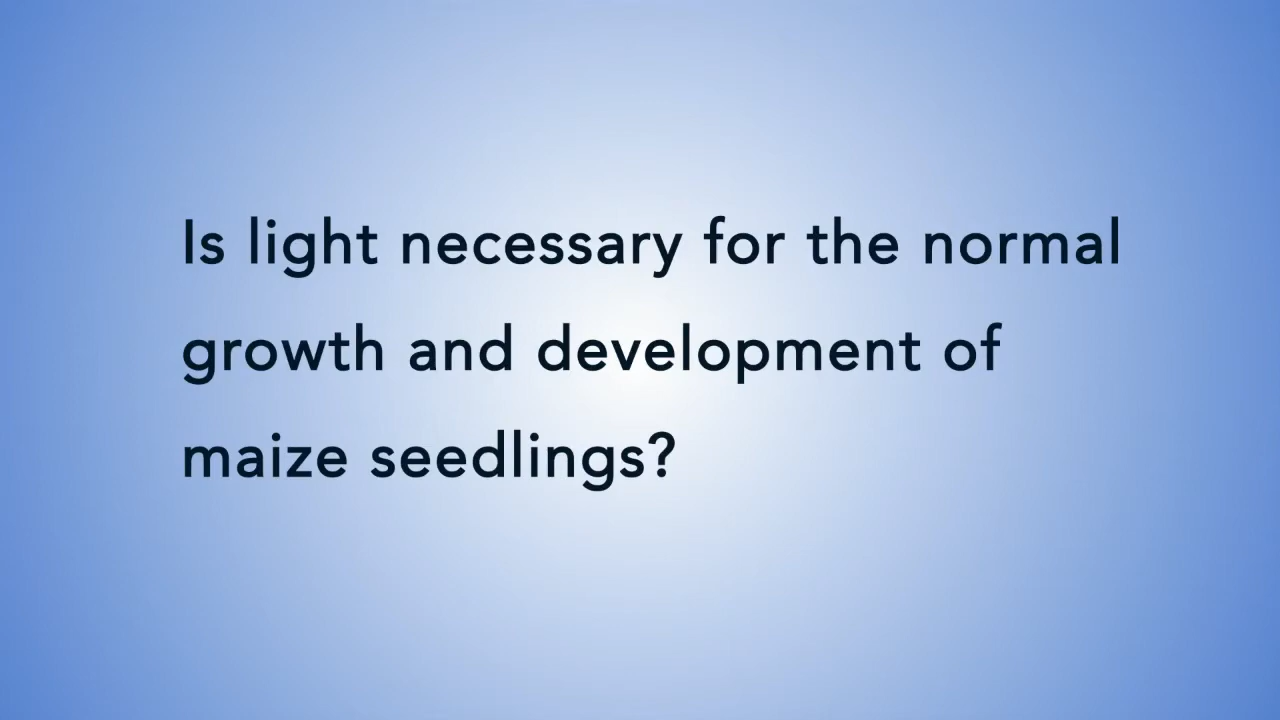 Is light necessary for the normal
growth and development of
maize seedlings?